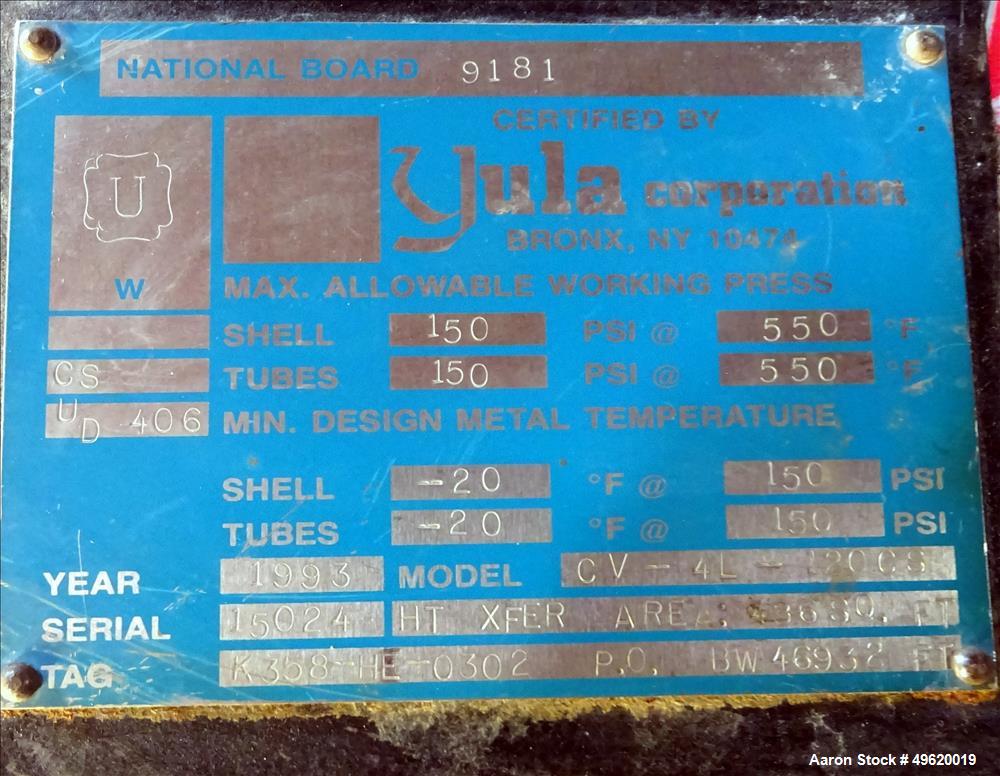 NATIONAL BOARD 9181
CERTIFIED BY
U
Yula corporation
BRONX, NY 10474
W
MAX. ALLOWABLE WORKING PRESS
SHELL 150 PSI @ 550 °F
CS TUBES 150 PSI @ 550 °F
UD 406 MIN. DESIGN METAL TEMPERATURE
SHELL -20 °F @ 150 PSI
TUBES -20 °F @ 150 PSI
YEAR 1993 MODEL CV-4L-120CS
SERIAL 15024 HT XFER AREA: SQ. FT
TAG K358-HE-0302 P.O. BW46932
Aaron Stock # 49620019